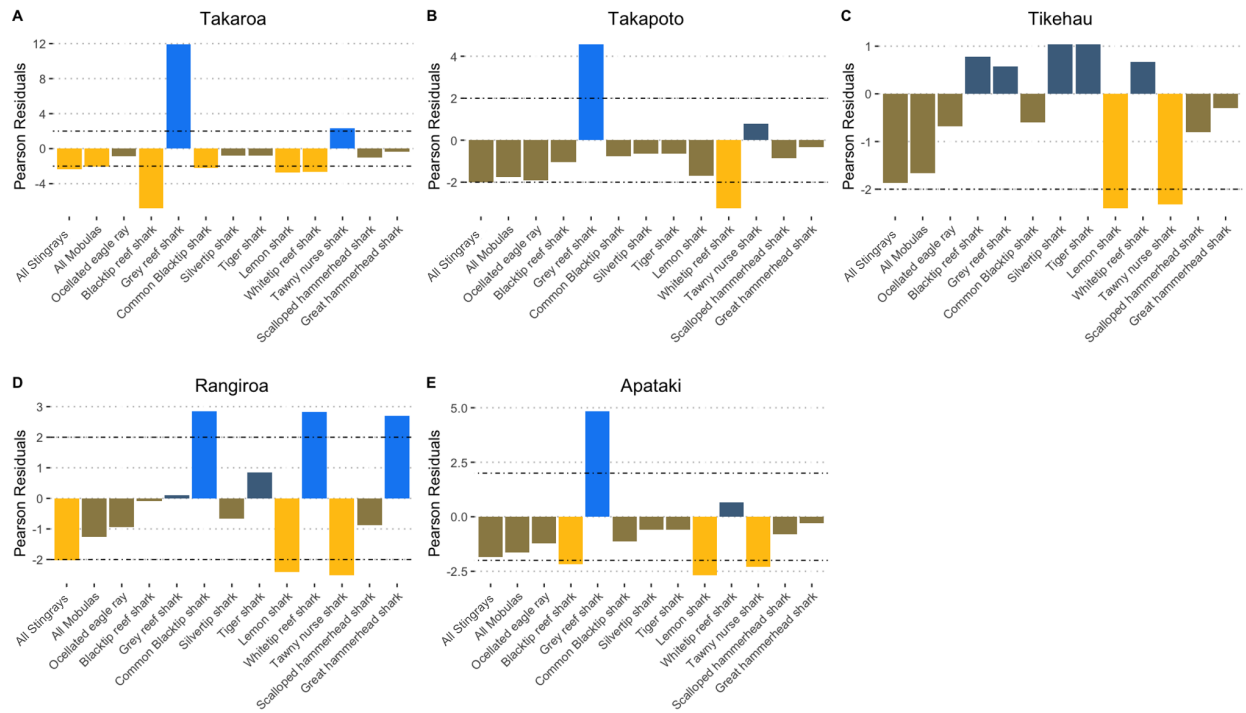 A
Takaroa
Pearson Residuals
12
8
4
0
-4
All Stingrays
All Mobulas
Ocellated eagle ray
Blacktip reef shark
Grey reef shark
Common Blacktip shark
Silvertip shark
Tiger shark
Lemon shark
Whitetip reef shark
Tawny nurse shark
Scalloped hammerhead shark
Great hammerhead shark
B
Takapoto
Pearson Residuals
4
2
0
-2
All Stingrays
All Mobulas
Ocellated eagle ray
Blacktip reef shark
Grey reef shark
Common Blacktip shark
Silvertip shark
Tiger shark
Lemon shark
Whitetip reef shark
Tawny nurse shark
Scalloped hammerhead shark
Great hammerhead shark
C
Tikehau
Pearson Residuals
1
0
-1
-2
All Stingrays
All Mobulas
Ocellated eagle ray
Blacktip reef shark
Grey reef shark
Common Blacktip shark
Silvertip shark
Tiger shark
Lemon shark
Whitetip reef shark
Tawny nurse shark
Scalloped hammerhead shark
Great hammerhead shark
D
Rangiroa
Pearson Residuals
3
2
1
0
-1
-2
All Stingrays
All Mobulas
Ocellated eagle ray
Blacktip reef shark
Grey reef shark
Common Blacktip shark
Silvertip shark
Tiger shark
Lemon shark
Whitetip reef shark
Tawny nurse shark
Scalloped hammerhead shark
Great hammerhead shark
E
Apataki
Pearson Residuals
5.0
2.5
0.0
-2.5
All Stingrays
All Mobulas
Ocellated eagle ray
Blacktip reef shark
Grey reef shark
Common Blacktip shark
Silvertip shark
Tiger shark
Lemon shark
Whitetip reef shark
Tawny nurse shark
Scalloped hammerhead shark
Great hammerhead shark